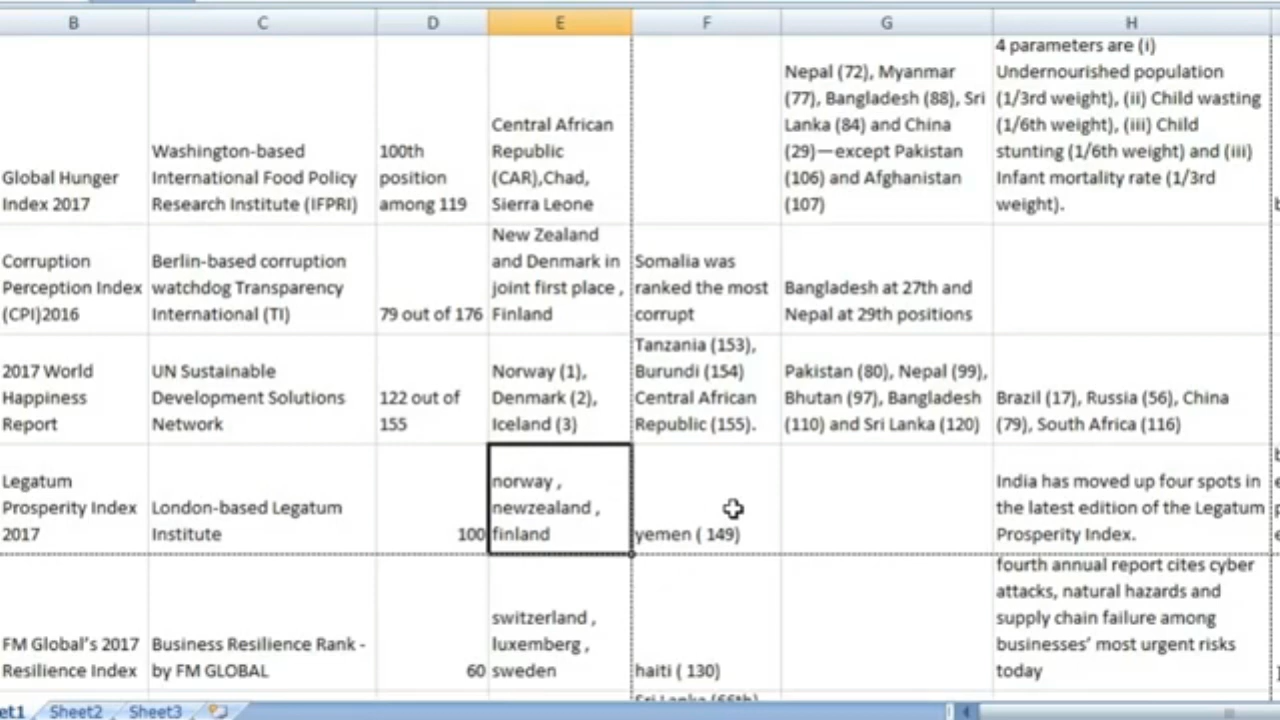 B C D E F G H
Global Hunger
Index 2017
Washington-based
International Food Policy
Research Institute (IFPRI)
100th
position
among 119
Central African
Republic
(CAR),Chad,
Sierra Leone
Nepal (72), Myanmar
(77), Bangladesh (88), Sri
Lanka (84) and China
(29)—except Pakistan
(106) and Afghanistan
(107)
4 parameters are (i)
Undernourished population
(1/3rd weight), (ii) Child wasting
(1/6th weight), (iii) Child
stunting (1/6th weight) and (iii)
Infant mortality rate (1/3rd
weight).
Corruption
Perception Index
(CPI)2016
Berlin-based corruption
watchdog Transparency
International (TI)
79 out of 176
New Zealand
and Denmark in
joint first place ,
Finland
Somalia was
ranked the most
corrupt
Bangladesh at 27th and
Nepal at 29th positions
2017 World
Happiness
Report
UN Sustainable
Development Solutions
Network
122 out of
155
Norway (1),
Denmark (2),
Iceland (3)
Tanzania (153),
Burundi (154)
Central African
Republic (155).
Pakistan (80), Nepal (99),
Bhutan (97), Bangladesh
(110) and Sri Lanka (120)
Brazil (17), Russia (56), China
(79), South Africa (116)
Legatum
Prosperity Index
2017
London-based Legatum
Institute
100
norway ,
newzealand ,
finland
yemen ( 149)
India has moved up four spots in
the latest edition of the Legatum
Prosperity Index.
FM Global’s 2017
Resilience Index
Business Resilience Rank -
by FM GLOBAL
60
switzerland ,
luxemberg ,
sweden
haiti ( 130)
fourth annual report cites cyber
attacks, natural hazards and
supply chain failure among
businesses’ most urgent risks
today
Sri Lanka (66th)
et1 Sheet2 Sheet3